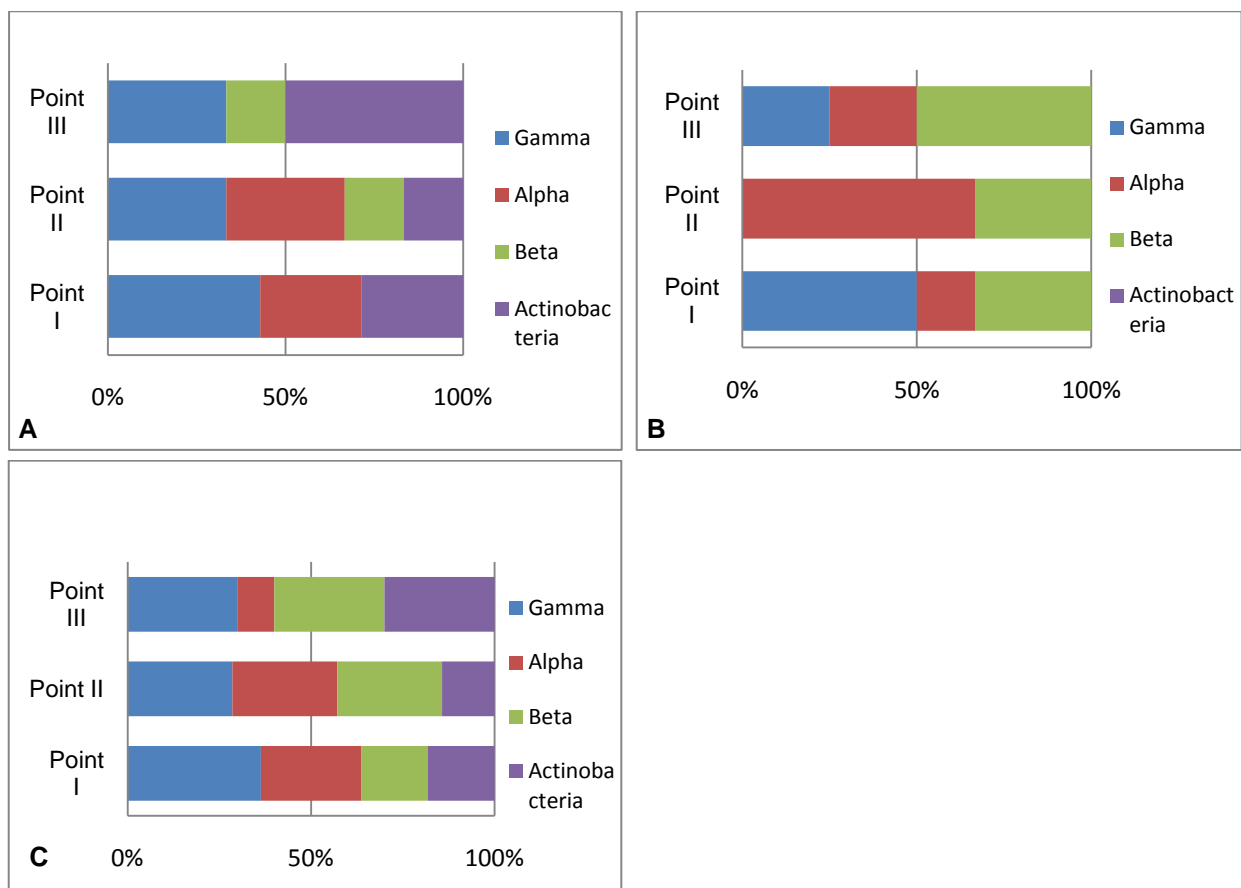 Point
III
Point
II
Point
I
0%
50%
100%
Gamma
Alpha
Beta
Actinobac
teria
A
Point
III
Point
II
Point
I
0%
50%
100%
Gamma
Alpha
Beta
Actinobact
eria
B
Point
III
Point II
Point
I
0%
50%
100%
Gamma
Alpha
Beta
Actinoba
cteria
C